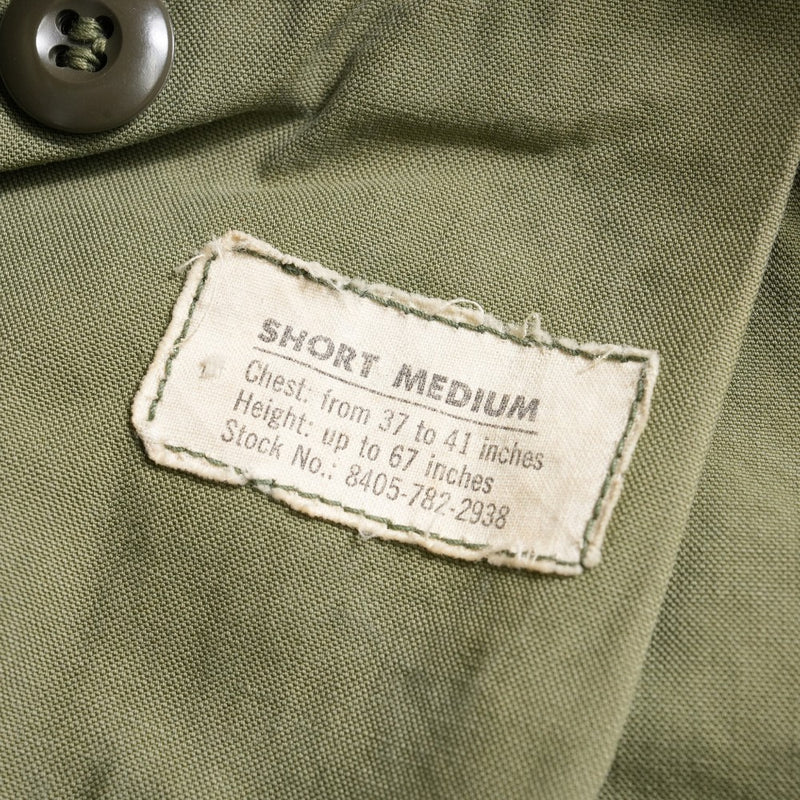 SHORT MEDIUM
Chest: from 37 to 41 inches
Height: up to 67 inches
Stock No.: 8405-782-2938